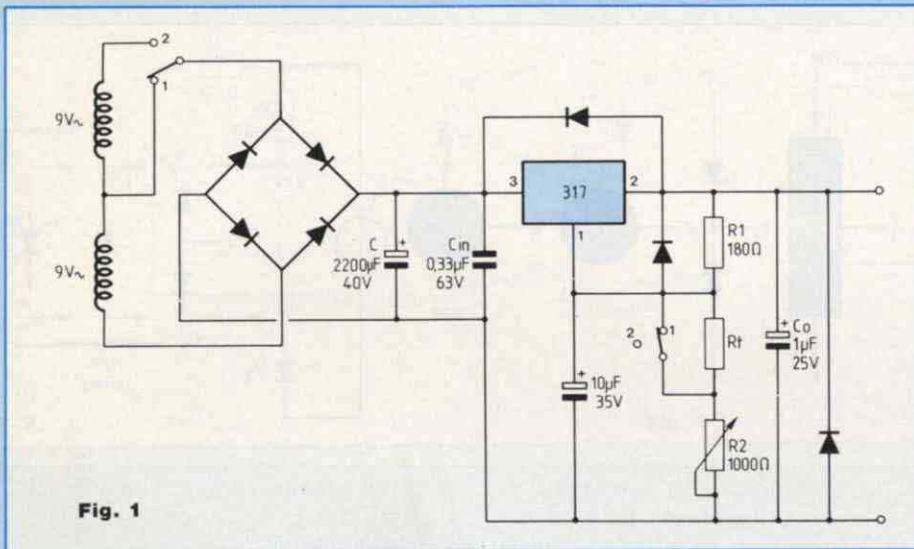 2
1
9V~
9V~
C
2200µF
40V
+
Cin
0,33µF
63V
3
317
2
1
R1
180Ω
2
1
Rt
+
10µF
35V
R2
1000Ω
+
Co
1µF
25V
Fig. 1